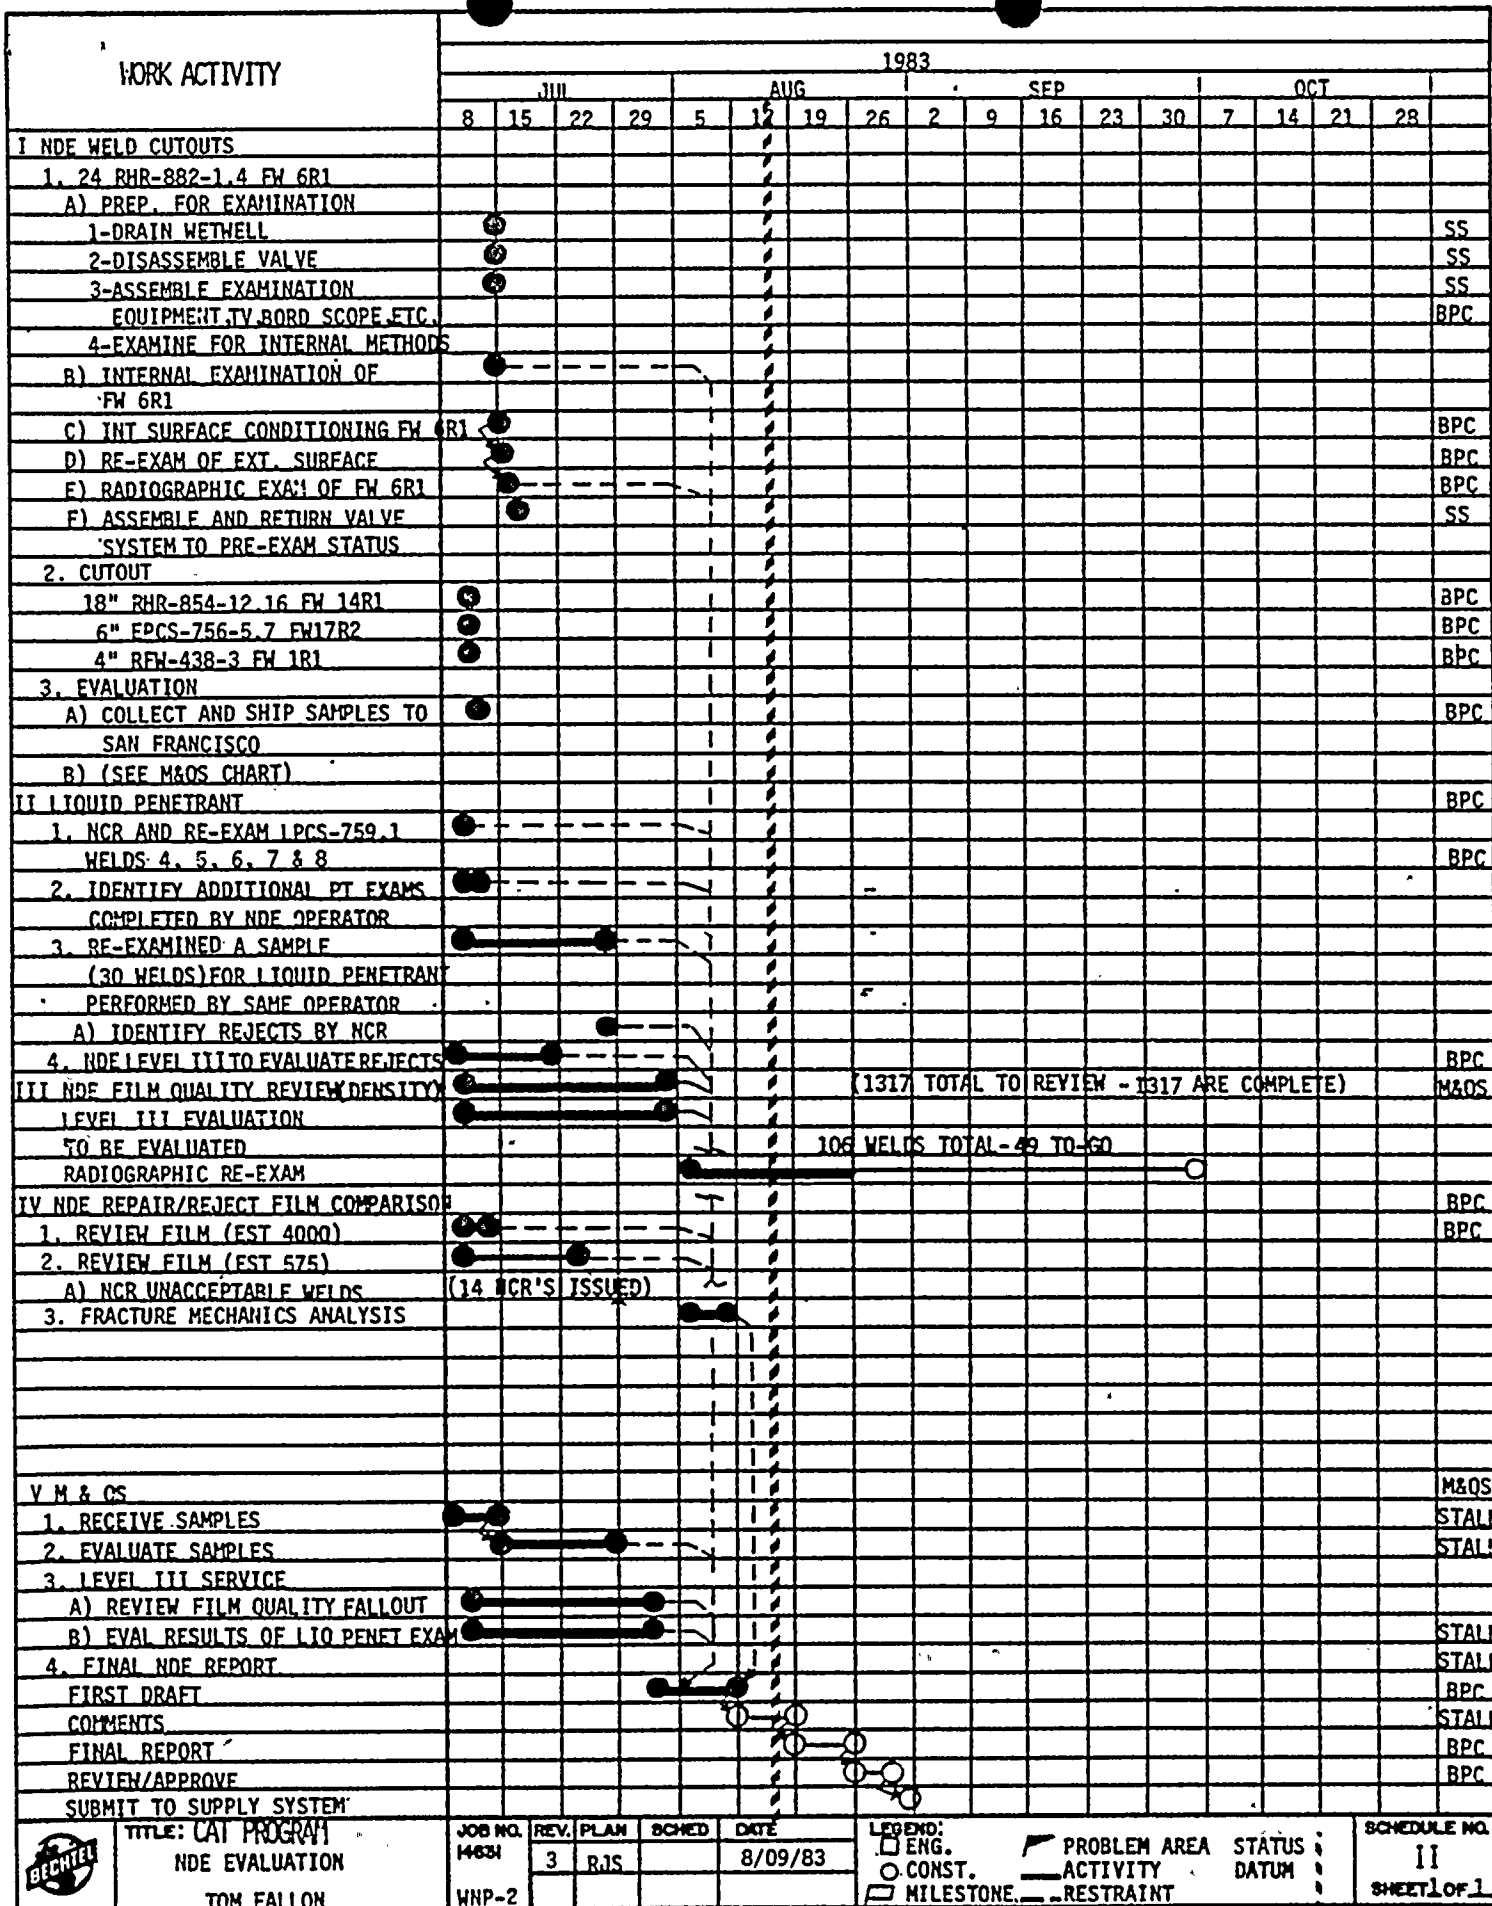 WORK ACTIVITY
1983
JUL AUG SEP OCT
8 15 22 29 5 12 19 26 2 9 16 23 30 7 14 21 28
I NDE WELD CUTOUTS
1. 24 RHR-882-1.4 FW 6R1
A) PREP. FOR EXAMINATION
1-DRAIN WETWELL SS
2-DISASSEMBLE VALVE SS
3-ASSEMBLE EXAMINATION SS
EQUIPMENT,TV,BORD SCOPE,ETC. BPC
4-EXAMINE FOR INTERNAL METHODS
B) INTERNAL EXAMINATION OF
FW 6R1
C) INT SURFACE CONDITIONING FW 6R1 BPC
D) RE-EXAM OF EXT. SURFACE BPC
E) RADIOGRAPHIC EXAM OF FW 6R1 BPC
F) ASSEMBLE AND RETURN VALVE SS
SYSTEM TO PRE-EXAM STATUS
2. CUTOUT
18" RHR-854-12.16 FW 14R1 BPC
6" EPCS-756-5.7 FW17R2 BPC
4" RFW-438-3 FW 1R1 BPC
3. EVALUATION
A) COLLECT AND SHIP SAMPLES TO BPC
SAN FRANCISCO
B) (SEE M&OS CHART)
II LIQUID PENETRANT BPC
1. NCR AND RE-EXAM LPCS-759.1
WELDS 4, 5, 6, 7 & 8 BPC
2. IDENTIFY ADDITIONAL PT EXAMS
COMPLETED BY NDE OPERATOR
3. RE-EXAMINED A SAMPLE
(30 WELDS)FOR LIQUID PENETRANT
PERFORMED BY SAME OPERATOR
A) IDENTIFY REJECTS BY NCR
4. NDE LEVEL III TO EVALUATE REJECTS BPC
III NDE FILM QUALITY REVIEW(DENSITY) (1317 TOTAL TO REVIEW - 1317 ARE COMPLETE) M&OS
LEVEL III EVALUATION
TO BE EVALUATED 106 WELDS TOTAL-49 TO-GO
RADIOGRAPHIC RE-EXAM
IV NDE REPAIR/REJECT FILM COMPARISON BPC
1. REVIEW FILM (EST 4000) BPC
2. REVIEW FILM (EST 575)
A) NCR UNACCEPTABLE WELDS (14 NCR'S ISSUED)
3. FRACTURE MECHANICS ANALYSIS
V M & OS M&OS
1. RECEIVE SAMPLES
2. EVALUATE SAMPLES
3. LEVEL III SERVICE
A) REVIEW FILM QUALITY FALLOUT
B) EVAL RESULTS OF LIQ PENET EXAM
4. FINAL NDE REPORT
FIRST DRAFT BPC
COMMENTS
FINAL REPORT BPC
REVIEW/APPROVE BPC
SUBMIT TO SUPPLY SYSTEM
BECHTEL
TITLE: CAT PROGRAM
NDE EVALUATION
TOM FALLON
JOB NO. REV. PLAN SCHED DATE
14631 3 RJS 8/09/83
WNP-2
LEGEND:
ENG. PROBLEM AREA STATUS
CONST. ACTIVITY DATUM
MILESTONE RESTRAINT
SCHEDULE NO.
II
SHEET 1 OF 1